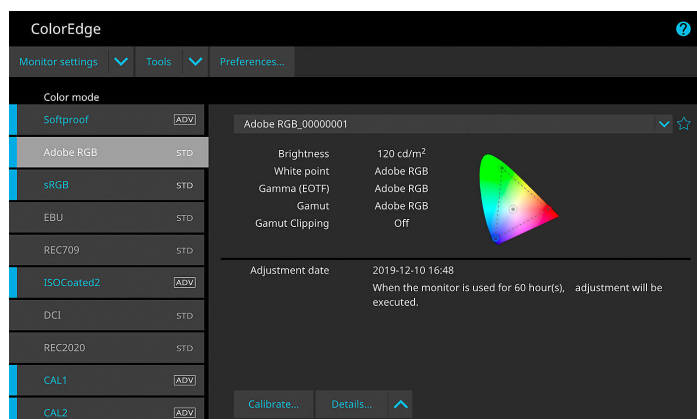 ColorEdge
?
Monitor settings Tools Preferences...
Color mode
Softproof ADV
Adobe RGB STD
sRGB STD
EBU STD
REC709 STD
ISOCoated2 ADV
DCI STD
REC2020 STD
CAL1 ADV
CAL2 ADV
Adobe RGB_00000001
Brightness 120 cd/m²
White point Adobe RGB
Gamma (EOTF) Adobe RGB
Gamut Adobe RGB
Gamut Clipping Off
Adjustment date 2019-12-10 16:48
When the monitor is used for 60 hour(s), adjustment will be
executed.
Calibrate... Details...